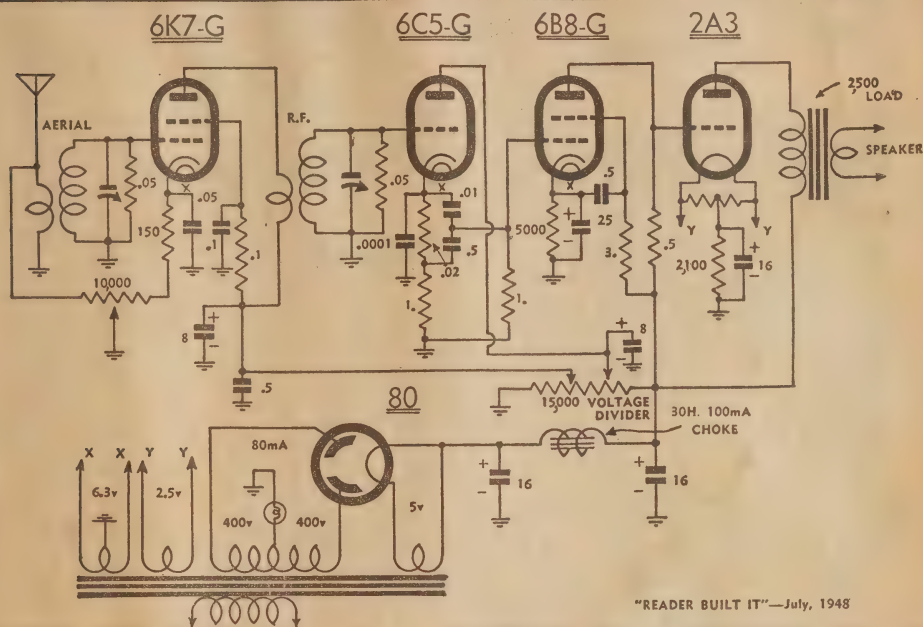 6K7-G
6C5-G
6B8-G
2A3
2,500
LOAD
AERIAL
R.F.
SPEAKER
.05
.05
.05
.01
.5
X
X
X
150
.1
.0001
.5
5000
25
Y
Y
.1
.02
3.
.5
2,100
+
16
-
10,000
1.
1.
8
+
-
+
8
-
.5
80
15,000
VOLTAGE
DIVIDER
30H. 100mA
CHOKE
80mA
X X Y Y
6.3v
2.5v
400v
400v
5v
+
16
-
+
16
-
"READER BUILT IT"—July, 1948